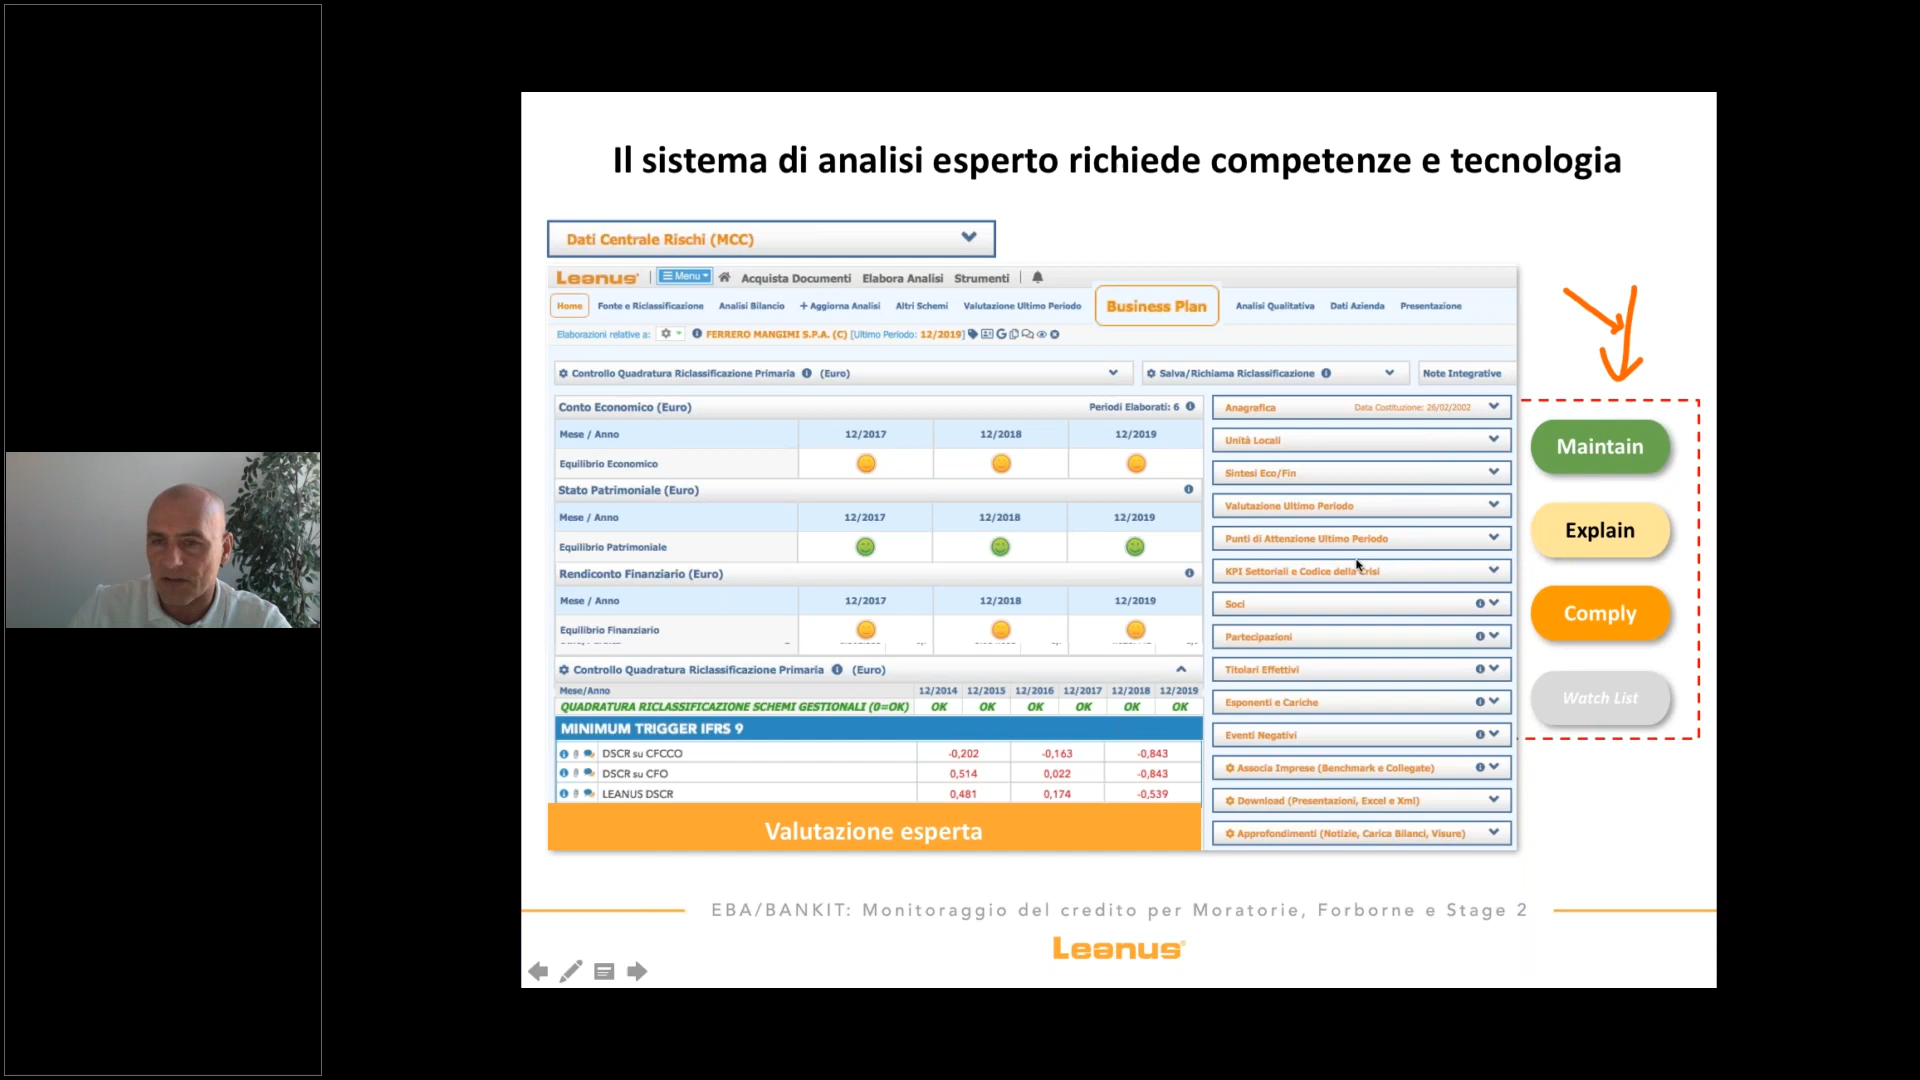 Il sistema di analisi esperto richiede competenze e tecnologia
Dati Centrale Rischi (MCC)
Leanus | Menu Acquista Documenti Elabora Analisi Strumenti |
Home Fonte e Riclassificazione Analisi Bilancio + Aggiorna Analisi Altri Schemi Valutazione Ultimo Periodo Business Plan Analisi Qualitativa Dati Azienda Presentazione
Elaborazioni relative a: FERRERO MANGIMI S.P.A. (C) [Ultimo Periodo: 12/2019]
Controllo Quadratura Riclassificazione Primaria (Euro)
Salva/Richiama Riclassificazione
Note Integrative
Conto Economico (Euro) Periodi Elaborati: 6
Mese / Anno 12/2017 12/2018 12/2019
Equilibrio Economico
Stato Patrimoniale (Euro)
Mese / Anno 12/2017 12/2018 12/2019
Equilibrio Patrimoniale
Rendiconto Finanziario (Euro)
Mese / Anno 12/2017 12/2018 12/2019
Equilibrio Finanziario
Controllo Quadratura Riclassificazione Primaria (Euro)
Mese/Anno 12/2014 12/2015 12/2016 12/2017 12/2018 12/2019
QUADRATURA RICLASSIFICAZIONE SCHEMI GESTIONALI (0=OK) OK OK OK OK OK OK
MINIMUM TRIGGER IFRS 9
DSCR su CFCCO -0,202 -0,163 -0,843
DSCR su CFO 0,514 0,022 -0,843
LEANUS DSCR 0,481 0,174 -0,539
Valutazione esperta
Anagrafica Data Costituzione: 26/02/2002
Unità Locali
Sintesi Eco/Fin
Valutazione Ultimo Periodo
Punti di Attenzione Ultimo Periodo
KPI Settoriali e Codice della Crisi
Soci
Partecipazioni
Titolari Effettivi
Esponenti e Cariche
Eventi Negativi
Associa Imprese (Benchmark e Collegate)
Download (Presentazioni, Excel e Xml)
Approfondimenti (Notizie, Carica Bilanci, Visure)
Maintain
Explain
Comply
Watch List
EBA/BANKIT: Monitoraggio del credito per Moratorie, Forborne e Stage 2
Leanus